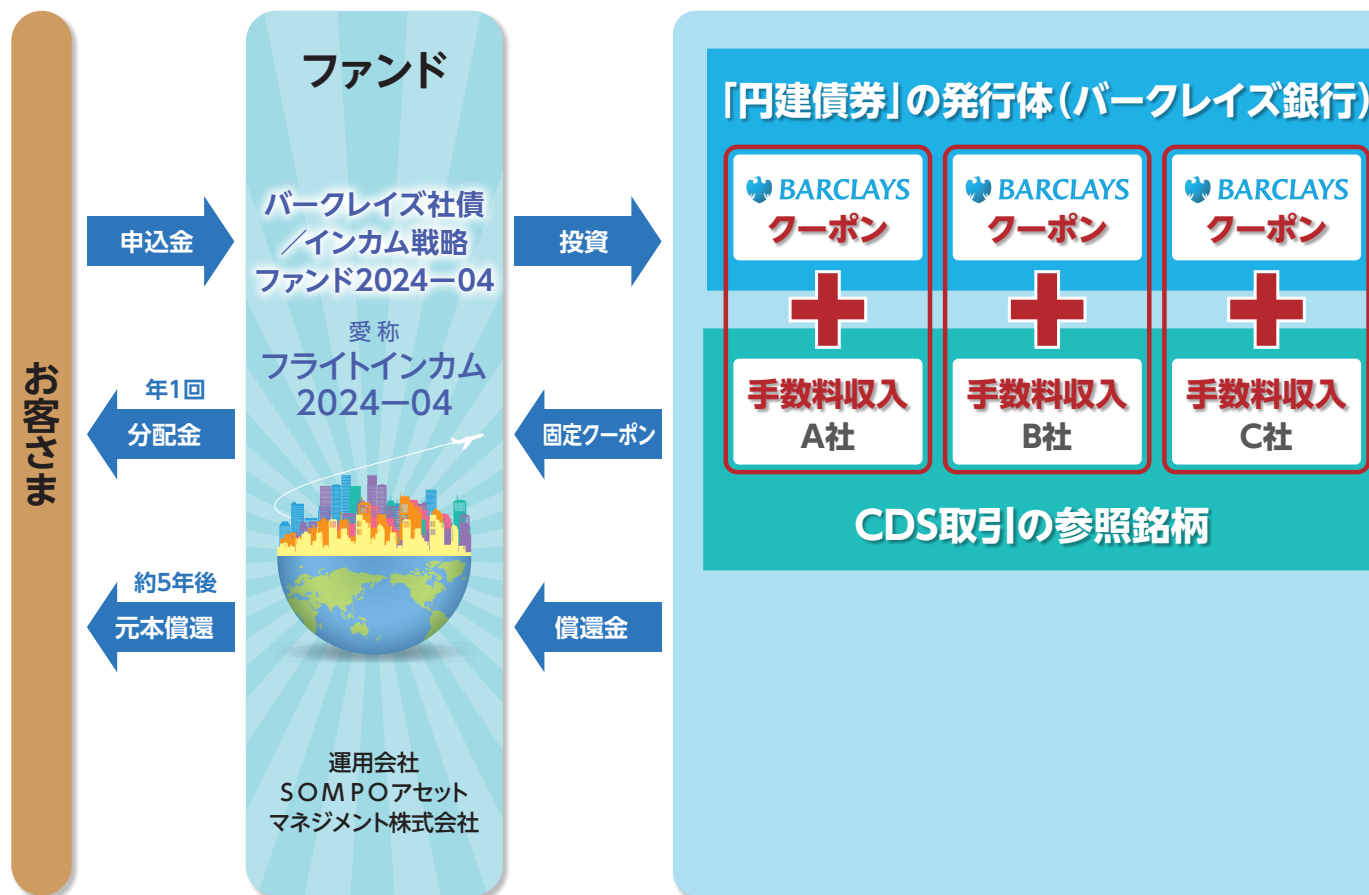 お客さま
申込金
年1回
分配金
約5年後
元本償還
ファンド
バークレイズ社債
／インカム戦略
ファンド2024ー04
愛称
フライトインカム
2024ー04
運用会社
SOMPOアセット
マネジメント株式会社
投資
固定クーポン
償還金
「円建債券」の発行体（バークレイズ銀行）
BARCLAYS
クーポン
手数料収入
A社
BARCLAYS
クーポン
手数料収入
B社
BARCLAYS
クーポン
手数料収入
C社
CDS取引の参照銘柄